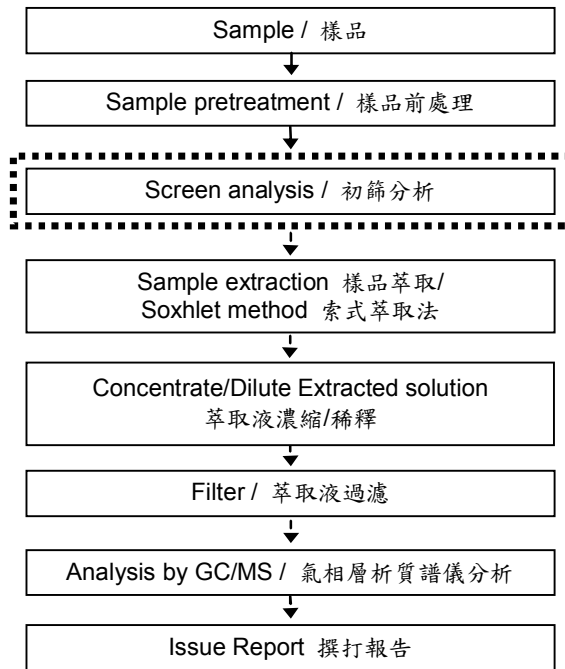 Sample / 樣品
Sample pretreatment / 樣品前處理
Screen analysis / 初篩分析
Sample extraction 樣品萃取/
Soxhlet method 索式萃取法
Concentrate/Dilute Extracted solution
萃取液濃縮/稀釋
Filter / 萃取液過濾
Analysis by GC/MS / 氣相層析質譜儀分析
Issue Report 撰打報告